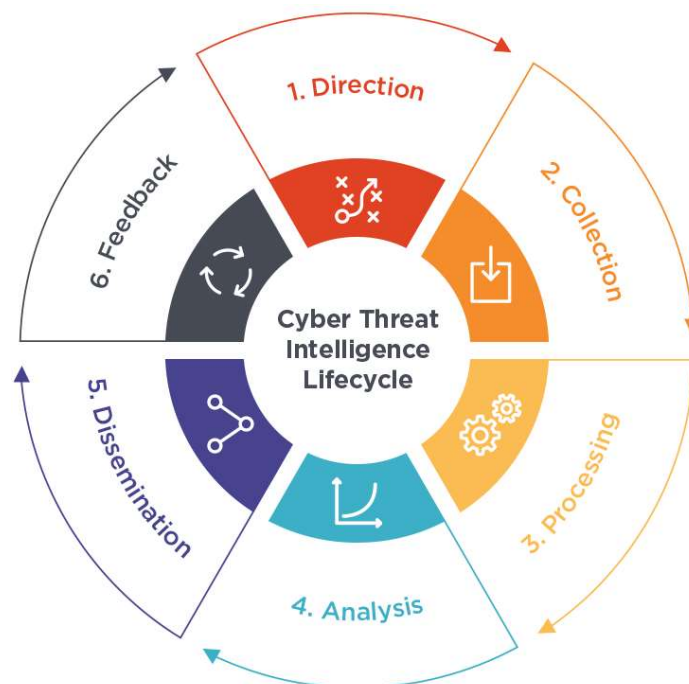 1. Direction
2. Collection
3. Processing
4. Analysis
5. Dissemination
6. Feedback
Cyber Threat
Intelligence
Lifecycle